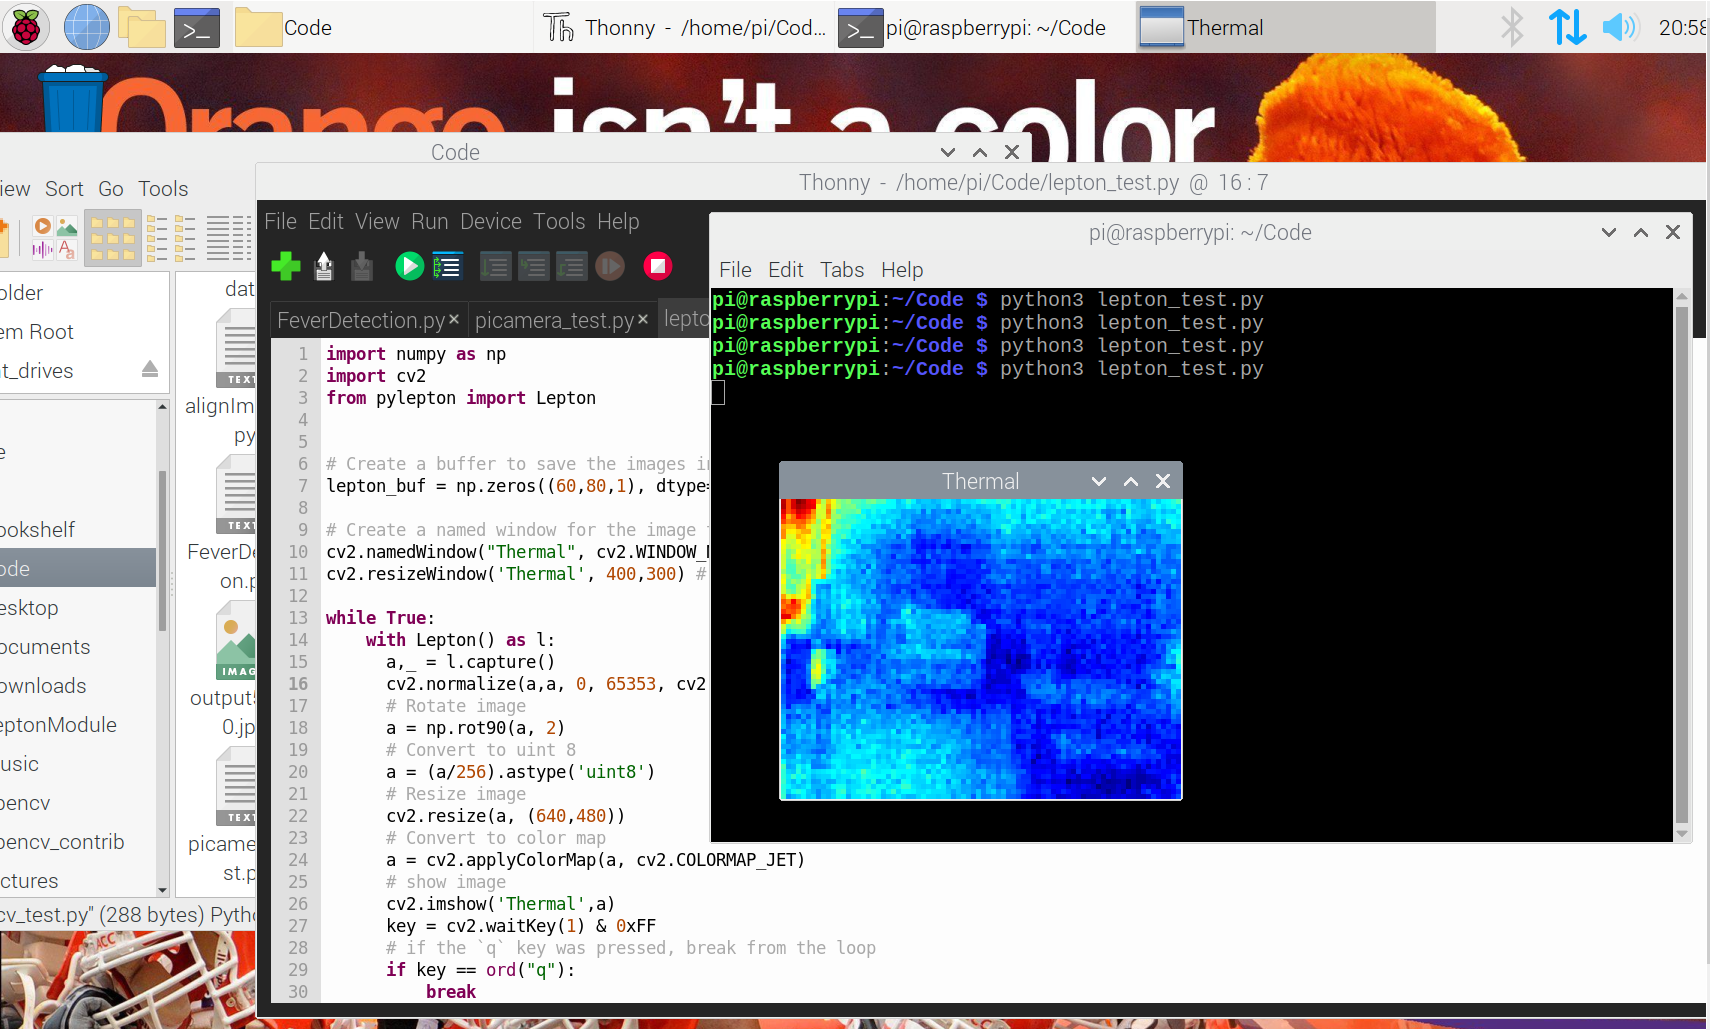 Code
Thonny - /home/pi/Cod...
pi@raspberrypi: ~/Code
Thermal
20:58
Orange isn't a color
Code
iew Sort Go Tools
Thonny - /home/pi/Code/lepton_test.py @ 16 : 7
File Edit View Run Device Tools Help
FeverDetection.py × picamera_test.py × lepto
pi@raspberrypi: ~/Code
File Edit Tabs Help
pi@raspberrypi:~/Code $ python3 lepton_test.py
pi@raspberrypi:~/Code $ python3 lepton_test.py
pi@raspberrypi:~/Code $ python3 lepton_test.py
pi@raspberrypi:~/Code $ python3 lepton_test.py
Thermal
older
em Root
t_drives
e
ookshelf
ode
esktop
ocuments
ownloads
eptonModule
usic
pencv
pencv_contrib
ctures
dat
TEXT
alignIm
py
TEXT
FeverDe
on.p
IMAG
output5
0.jp
TEXT
picame
st.p
cv_test.py" (288 bytes) Pytho
ACC
1 import numpy as np
2 import cv2
3 from pylepton import Lepton
4
5
6 # Create a buffer to save the images in
7 lepton_buf = np.zeros((60,80,1), dtype=
8
9 # Create a named window for the image
10 cv2.namedWindow("Thermal", cv2.WINDOW_N
11 cv2.resizeWindow('Thermal', 400,300) #
12
13 while True:
14 with Lepton() as l:
15 a,_ = l.capture()
16 cv2.normalize(a,a, 0, 65353, cv2
17 # Rotate image
18 a = np.rot90(a, 2)
19 # Convert to uint 8
20 a = (a/256).astype('uint8')
21 # Resize image
22 cv2.resize(a, (640,480))
23 # Convert to color map
24 a = cv2.applyColorMap(a, cv2.COLORMAP_JET)
25 # show image
26 cv2.imshow('Thermal',a)
27 key = cv2.waitKey(1) & 0xFF
28 # if the `q` key was pressed, break from the loop
29 if key == ord("q"):
30 break